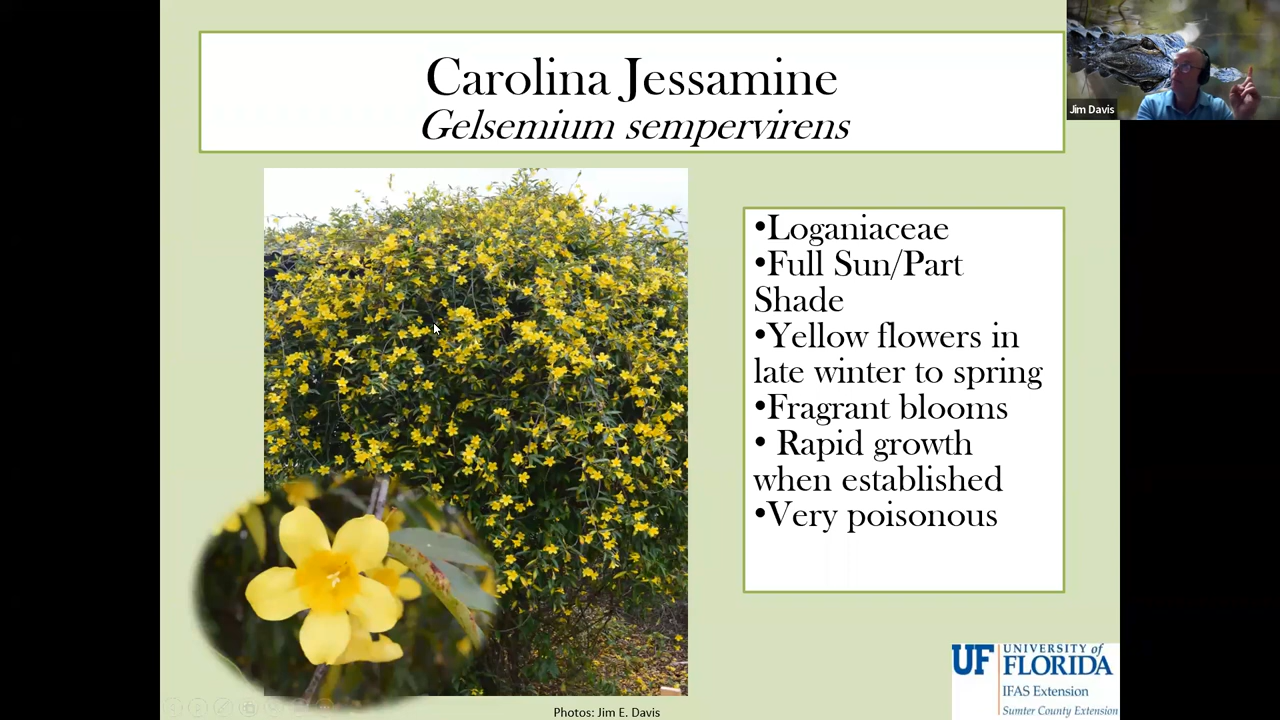 Carolina Jessamine
Gelsemium sempervirens
Jim Davis
•Loganiaceae
•Full Sun/Part
Shade
•Yellow flowers in
late winter to spring
•Fragrant blooms
• Rapid growth
when established
•Very poisonous
UF UNIVERSITY of
FLORIDA
IFAS Extension
Sumter County Extension
Photos: Jim E. Davis